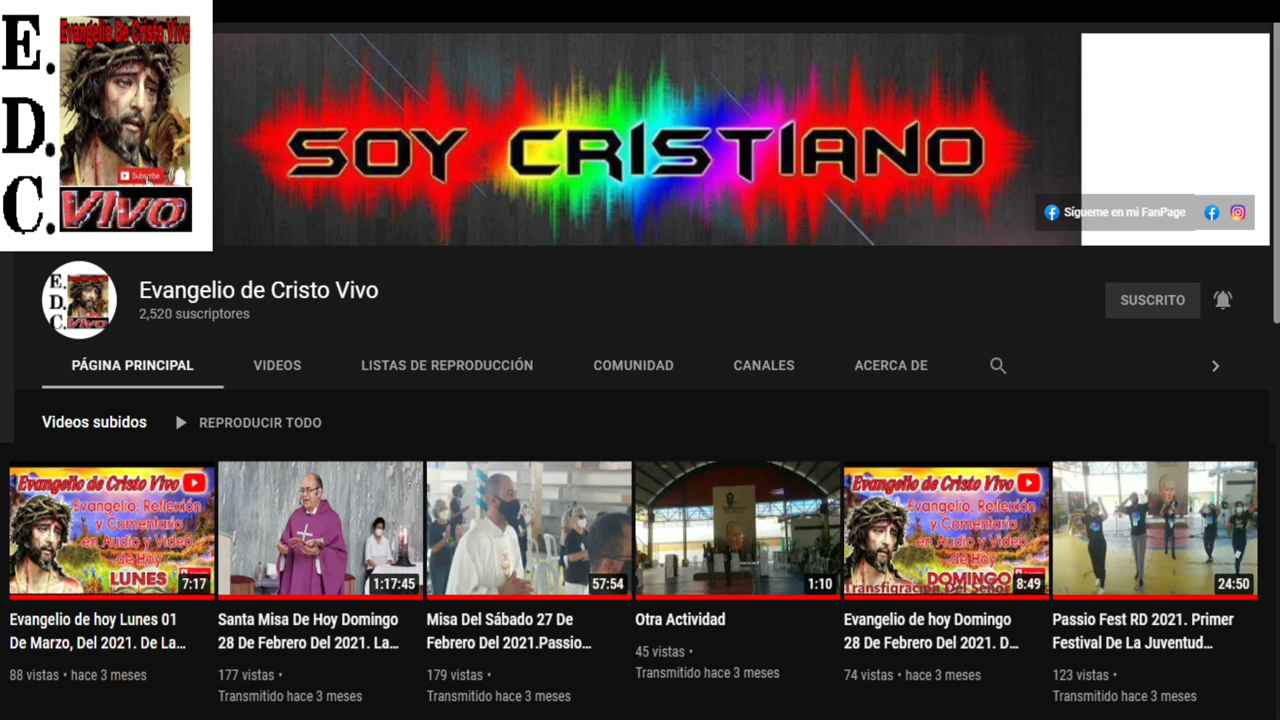 E.
D.
C.
Evangelio De Cristo Vivo
Subscribe
Vivo
SOY CRISTIANO
Sígueme en mi FanPage
E.
D.
C.
Vivo
Evangelio de Cristo Vivo
2,520 suscriptores
SUSCRITO
PÁGINA PRINCIPAL
VIDEOS
LISTAS DE REPRODUCCIÓN
COMUNIDAD
CANALES
ACERCA DE
Videos subidos
REPRODUCIR TODO
Evangelio de Cristo Vivo
Evangelio, Reflexión
y Comentario
en Audio y Video
de Hoy
LUNES
7:17
Evangelio de hoy Lunes 01
De Marzo, Del 2021. De La...
88 vistas • hace 3 meses
1:17:45
Santa Misa De Hoy Domingo
28 De Febrero Del 2021. La...
177 vistas •
Transmitido hace 3 meses
57:54
Misa Del Sábado 27 De
Febrero Del 2021.Passio...
179 vistas •
Transmitido hace 3 meses
1:10
Otra Actividad
45 vistas •
Transmitido hace 3 meses
Evangelio de Cristo Vivo
Evangelio, Reflexión
y Comentario
en Audio y Video
de Hoy
DOMINGO
Transfiguración Del Señor
8:49
Evangelio de hoy Domingo
28 De Febrero Del 2021. D...
74 vistas • hace 3 meses
24:50
Passio Fest RD 2021. Primer
Festival De La Juventud...
123 vistas •
Transmitido hace 3 meses